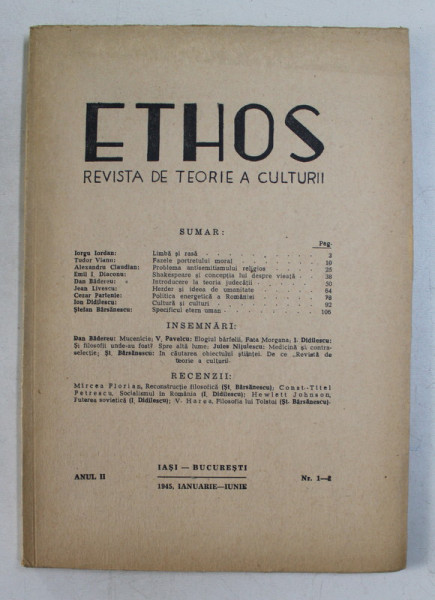 ETHOS
REVISTA DE TEORIE A CULTURII
SUMAR:
Pag.
Iorgu Iordan: Limbă și rasă 3
Tudor Vianu: Fazele portretului moral 10
Alexandru Claudian: Problema antisemitismului religios 25
Emil I. Diaconu: Shakespeare și concepția lui despre vieață 38
Dan Bădărău: Introducere la teoria judecății 50
Jean Livescu: Herder și ideea de umanitate 64
Cezar Partenie: Politica energetică a României 78
Ion Didilescu: Cultură și culturi 92
Ștefan Bârsănescu: Specificul etern uman 105
INSEMNĂRI:
Dan Bădărău: Mucenicie; V. Pavelcu: Elogiul bârfelii, Fata Morgana; I. Didilescu:
Și filosofii unde-au fost? Spre altă lume; Jules Nițulescu: Medicină și contra-
selecție; Șt. Bârsănescu: În căutarea obiectului științei. De ce „Revistă de
teorie a culturii.
RECENZII:
Mircea Florian, Reconstrucție filosofică (Șt. Bârsănescu); Const.-Titel
Petrescu, Socialismul în România (I. Didilescu); Hewlett Johnson,
Puterea sovietică (I. Didilescu); V. Harea, Filosofia lui Tolstoi (Șt. Bârsănescu).
IAȘI — BUCUREȘTI
ANUL II Nr. 1—2
1945, IANUARIE—IUNIE